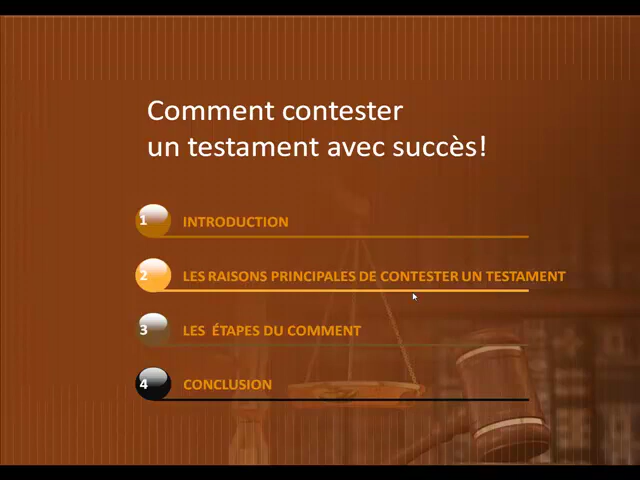 Comment contester
un testament avec succès!
1 INTRODUCTION
2 LES RAISONS PRINCIPALES DE CONTESTER UN TESTAMENT
3 LES ÉTAPES DU COMMENT
4 CONCLUSION